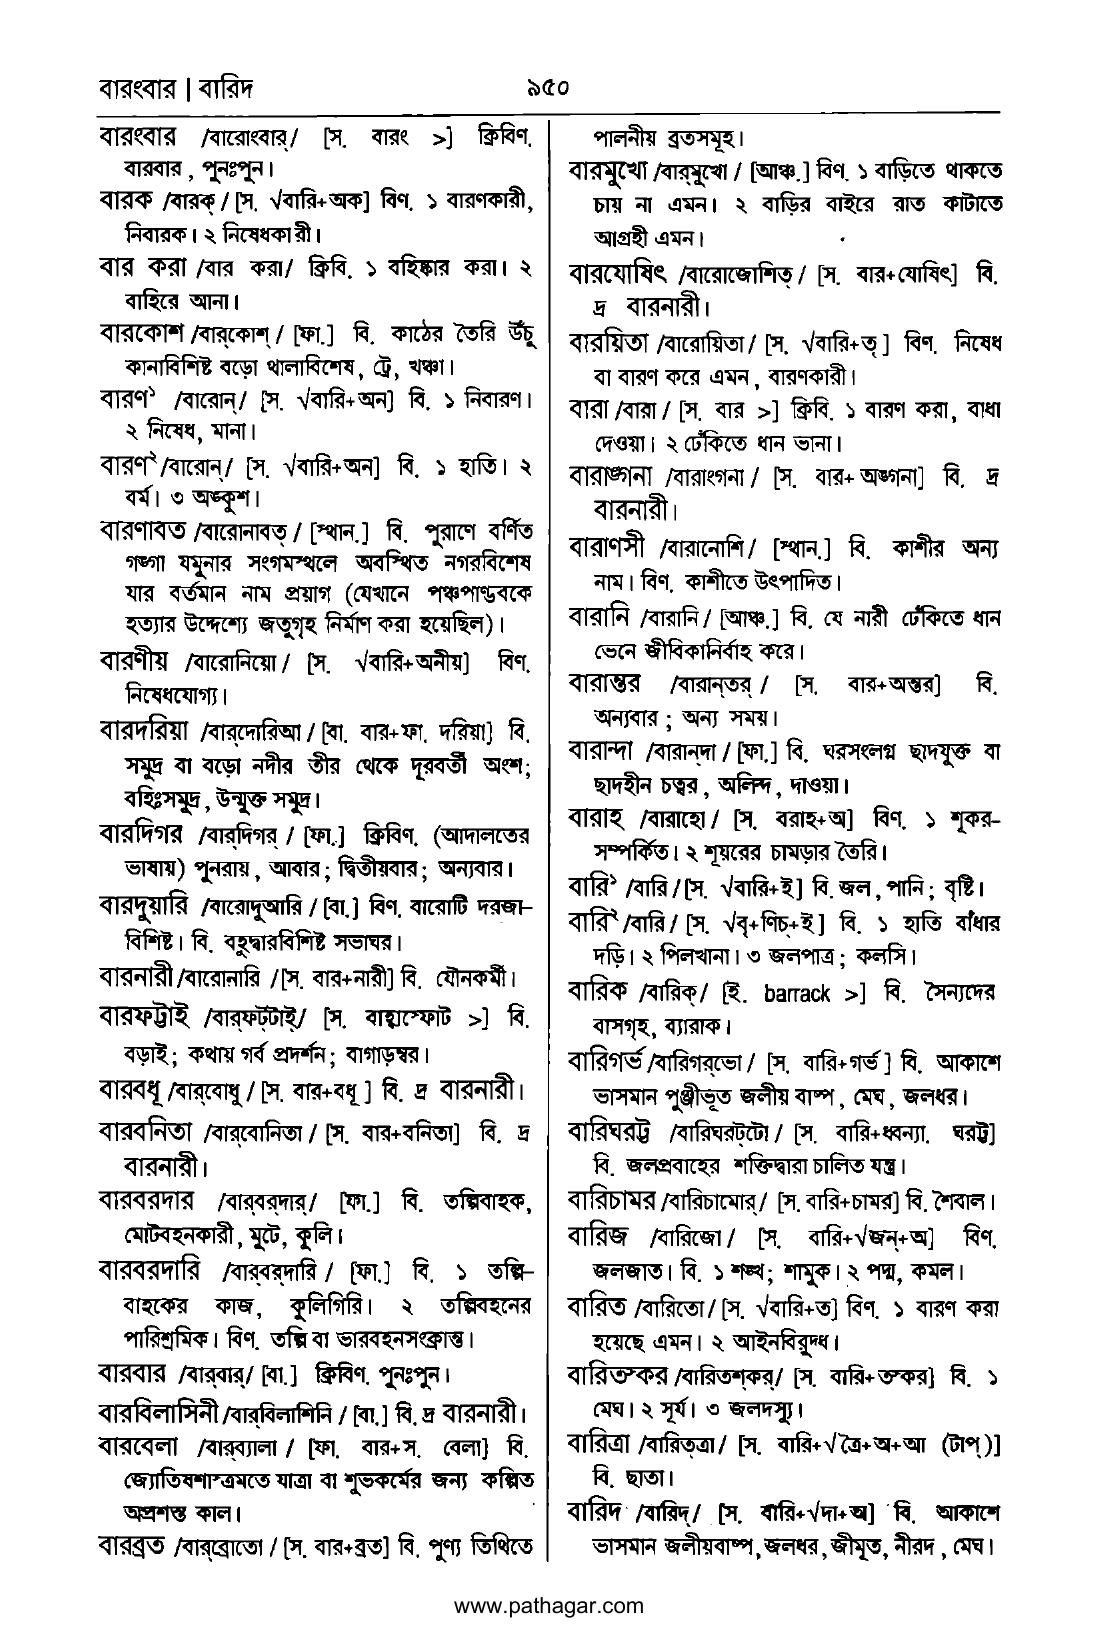 বারংবার | বারিদ
৯৫০
বারংবার /বারোংবার্/ [স. বারং >] ক্রিবিণ.
বারবার, পুনঃপুন।
বারক /বারক্/ [স. √বারি+অক] বিণ. ১ বারণকারী,
নিবারক। ২ নিষেধকারী।
বার করা /বার করা/ ক্রিবি. ১ বহিষ্কার করা। ২
বাহিরে আনা।
বারকোশ /বার্‌কোশ্/ [ফা.] বি. কাঠের তৈরি উঁচু
কানাবিশিষ্ট বড়ো থালাবিশেষ, ট্রে, খঞ্চা।
বারণ¹ /বারোন্/ [স. √বারি+অন] বি. ১ নিবারণ।
২ নিষেধ, মানা।
বারণ² /বারোন্/ [স. √বারি+অন] বি. ১ হাতি। ২
বর্ম। ৩ অঙ্কুশ।
বারণাবত /বারোনাবত্/ [স্থান.] বি. পুরাণে বর্ণিত
গঙ্গা যমুনার সংগমস্থলে অবস্থিত নগরবিশেষ
যার বর্তমান নাম প্রয়াগ (যেখানে পঞ্চপাণ্ডবকে
হত্যার উদ্দেশ্যে জতুগৃহ নির্মাণ করা হয়েছিল)।
বারণীয় /বারোনিয়ো/ [স. √বারি+অনীয়] বিণ.
নিষেধযোগ্য।
বারদরিয়া /বার্‌দোরিআ/ [বা. বার+ফা. দরিয়া] বি.
সমুদ্র বা বড়ো নদীর তীর থেকে দূরবর্তী অংশ;
বহিঃসমুদ্র, উন্মুক্ত সমুদ্র।
বারদিগর /বার্‌দিগর/ [ফা.] ক্রিবিণ. (আদালতের
ভাষায়) পুনরায়, আবার; দ্বিতীয়বার; অন্যবার।
বারদুয়ারি /বারোদুআরি/ [বা.] বিণ. বারোটি দরজা-
বিশিষ্ট। বি. বহুদ্বারবিশিষ্ট সভাঘর।
বারনারী /বারোনারি /[স. বার+নারী] বি. যৌনকর্মী।
বারফট্টাই /বার্‌ফট্‌টাই্/ [স. বাহ্বাস্ফোট >] বি.
বড়াই; কথায় গর্ব প্রদর্শন; বাগাড়ম্বর।
বারবধূ /বার্‌বোধু/ [স. বার+বধূ ] বি. দ্র বারনারী।
বারবনিতা /বার্‌বোনিতা/ [স. বার+বনিতা] বি. দ্র
বারনারী।
বারবরদার /বার্‌বর্‌দার্/ [ফা.] বি. তল্পিবাহক,
মোটবহনকারী, মুটে, কুলি।
বারবরদারি /বার্‌বর্‌দারি/ [ফা.] বি. ১ তল্পি-
বাহকের কাজ, কুলিগিরি। ২ তল্পিবহনের
পারিশ্রমিক। বিণ. তল্পি বা ভারবহনসংক্রান্ত।
বারবার /বার্‌বার্/ [বা.] ক্রিবিণ. পুনঃপুন।
বারবিলাসিনী /বার্‌বিলাশিনি/ [বা.] বি. দ্র বারনারী।
বারবেলা /বার্‌ব্যালা/ [ফা. বার+স. বেলা] বি.
জ্যোতিষশাস্ত্রমতে যাত্রা বা শুভকর্মের জন্য কল্পিত
অপ্রশস্ত কাল।
বারব্রত /বার্‌ব্রোতো/ [স. বার+ব্রত] বি. পুণ্য তিথিতে
পালনীয় ব্রতসমূহ।
বারমুখো /বার্‌মুখো/ [আঞ্চ.] বিণ. ১ বাড়িতে থাকতে
চায় না এমন। ২ বাড়ির বাইরে রাত কাটাতে
আগ্রহী এমন।
বারযোষিৎ /বারোজোশিত্/ [স. বার+যোষিৎ] বি.
দ্র বারনারী।
বারয়িতা /বারোয়িতা/ [স. √বারি+তৃ ] বিণ. নিষেধ
বা বারণ করে এমন, বারণকারী।
বারা /বারা/ [স. বার >] ক্রিবি. ১ বারণ করা, বাধা
দেওয়া। ২ ঢেঁকিতে ধান ভানা।
বারাঙ্গনা /বারাংগনা/ [স. বার+ অঙ্গনা] বি. দ্র
বারনারী।
বারাণসী /বারানোশি/ [স্থান.] বি. কাশীর অন্য
নাম। বিণ. কাশীতে উৎপাদিত।
বারানি /বারানি/ [আঞ্চ.] বি. যে নারী ঢেঁকিতে ধান
ভেনে জীবিকানির্বাহ করে।
বারান্তর /বারান্‌তর্/ [স. বার+অন্তর] বি.
অন্যবার; অন্য সময়।
বারান্দা /বারান্‌দা/ [ফা.] বি. ঘরসংলগ্ন ছাদযুক্ত বা
ছাদহীন চত্বর, অলিন্দ, দাওয়া।
বারাহ /বারাহো/ [স. বরাহ+অ] বিণ. ১ শূকর-
সম্পর্কিত। ২ শূয়রের চামড়ার তৈরি।
বারি¹ /বারি/ [স. √বারি+ই] বি. জল, পানি; বৃষ্টি।
বারি² /বারি/ [স. √বৃ+ণিচ্+ই] বি. ১ হাতি বাঁধার
দড়ি। ২ পিলখানা। ৩ জলপাত্র; কলসি।
বারিক /বারিক্/ [ই. barrack >] বি. সৈন্যদের
বাসগৃহ, ব্যারাক।
বারিগর্ভ /বারিগর্‌ভো/ [স. বারি+গর্ভ] বি. আকাশে
ভাসমান পুঞ্জীভূত জলীয় বাষ্প, মেঘ, জলধর।
বারিঘরট্ট /বারিঘরট্‌টো/ [স. বারি+ধ্বন্যা. ঘরট্ট]
বি. জলপ্রবাহের শক্তিদ্বারা চালিত যন্ত্র।
বারিচামর /বারিচামোর্/ [স. বারি+চামর] বি. শৈবাল।
বারিজ /বারিজো/ [স. বারি+√জন্+অ] বিণ.
জলজাত। বি. ১ শঙ্খ; শামুক। ২ পদ্ম, কমল।
বারিত /বারিতো/ [স. √বারি+ত] বিণ. ১ বারণ করা
হয়েছে এমন। ২ আইনবিরুদ্ধ।
বারিতস্কর /বারিতশ্‌কর্/ [স. বারি+তস্কর] বি. ১
মেঘ। ২ সূর্য। ৩ জলদস্যু।
বারিত্রা /বারিত্‌রা/ [স. বারি+√ত্রৈ+অ+আ (টাপ্)]
বি. ছাতা।
বারিদ /বারিদ্/ [স. বারি+√দা+অ] বি. আকাশে
ভাসমান জলীয়বাষ্প, জলধর, জীমূত, নীরদ, মেঘ।
www.pathagar.com